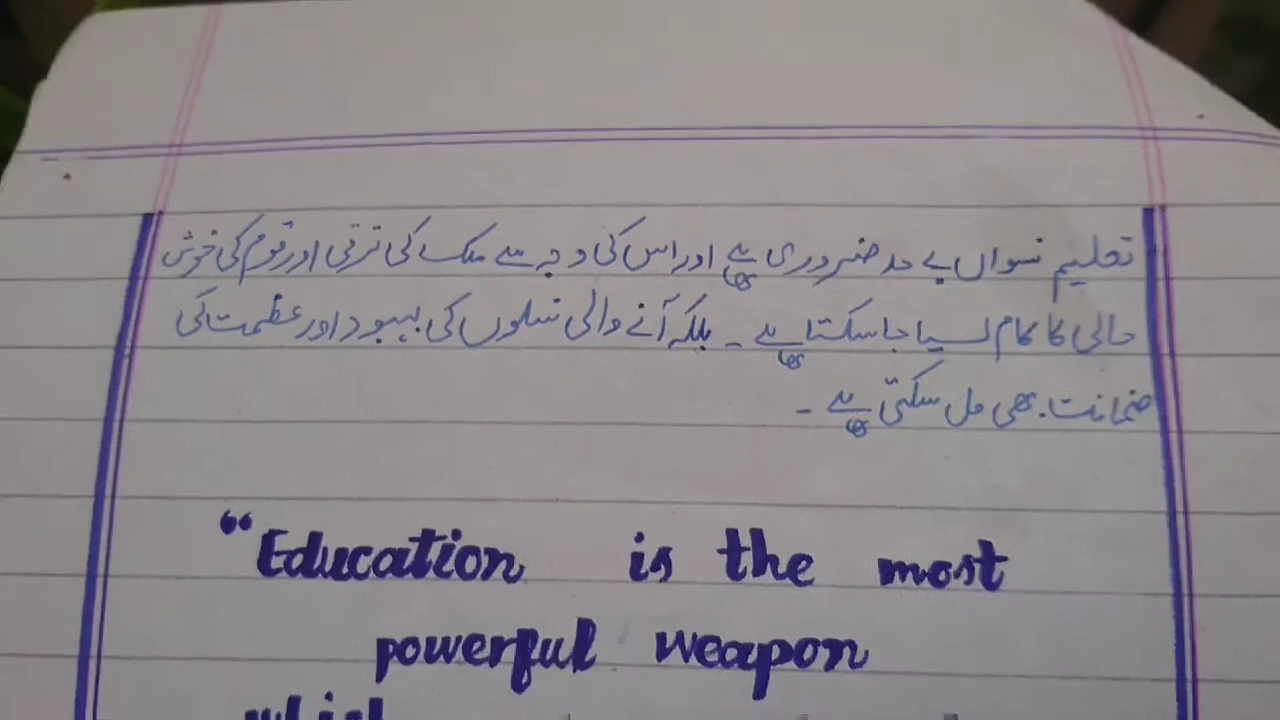 تعلیم نسواں بے حد ضروری ہے اور اس کی وجہ سے ملک کی ترقی اور قوم کی خوش
حالی کا کام لیا جا سکتا ہے ۔ بلکہ آنے والی نسلوں کی بہبود اور عظمت کی
ضمانت بھی مل سکتی ہے ۔
“Education is the most
powerful weapon
which